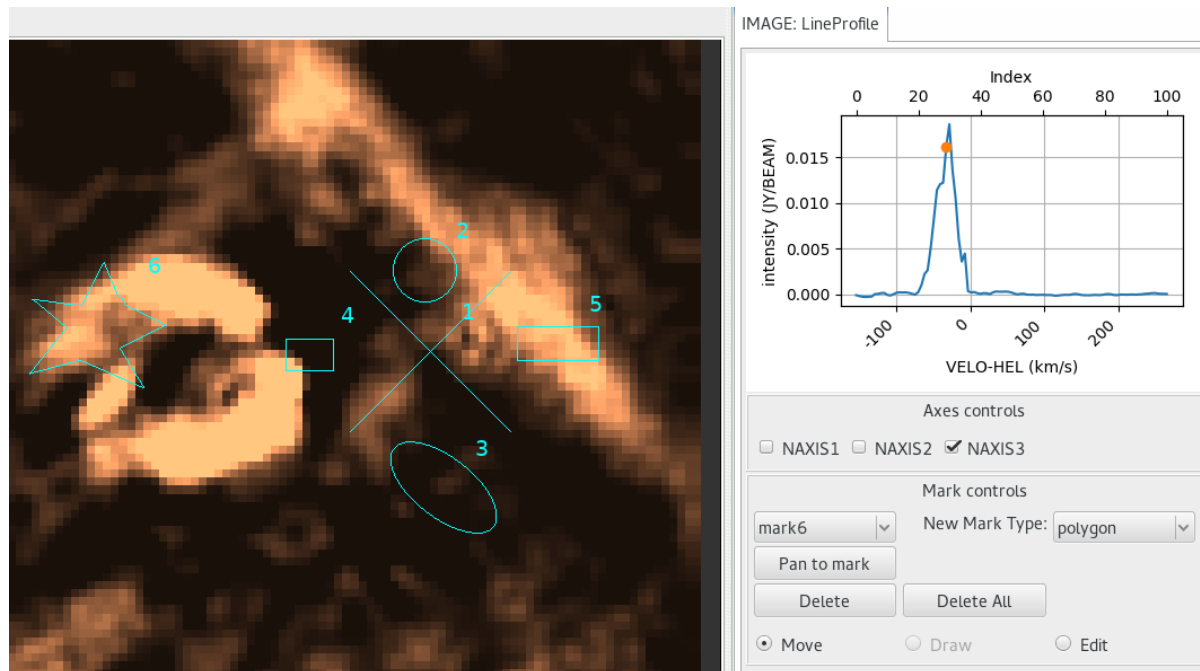 IMAGE: LineProfile
Index
0 20 40 60 80 100
intensity (JY/BEAM)
0.015
0.010
0.005
0.000
-100 0 100 200
VELO-HEL (km/s)
Axes controls
NAXIS1 NAXIS2 NAXIS3
Mark controls
mark6 New Mark Type: polygon
Pan to mark
Delete Delete All
Move Draw Edit
2
6
5
4
1
3